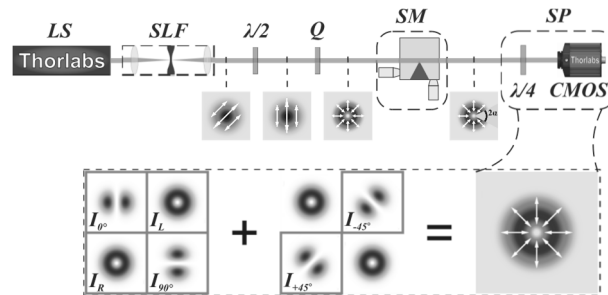 LS SLF λ/2 Q SM SP
Thorlabs
Thorlabs
λ/4 CMOS
2α
I0° IL I-45°
+ =
IR I90° I+45°